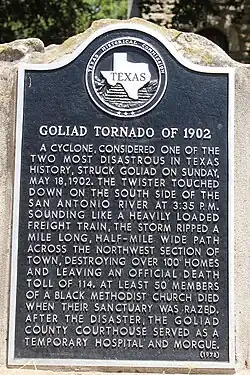 TEXAS HISTORICAL COMMISSION
TEXAS
GOLIAD TORNADO OF 1902
A CYCLONE, CONSIDERED ONE OF THE
TWO MOST DISASTROUS IN TEXAS
HISTORY, STRUCK GOLIAD ON SUNDAY,
MAY 18, 1902. THE TWISTER TOUCHED
DOWN ON THE SOUTH SIDE OF THE
SAN ANTONIO RIVER AT 3:35 P.M.
SOUNDING LIKE A HEAVILY LOADED
FREIGHT TRAIN, THE STORM RIPPED A
MILE LONG, HALF-MILE WIDE PATH
ACROSS THE NORTHWEST SECTION OF
TOWN, DESTROYING OVER 100 HOMES
AND LEAVING AN OFFICIAL DEATH
TOLL OF 114. AT LEAST 50 MEMBERS
OF A BLACK METHODIST CHURCH DIED
WHEN THEIR SANCTUARY WAS RAZED.
AFTER THE DISASTER, THE GOLIAD
COUNTY COURTHOUSE SERVED AS A
TEMPORARY HOSPITAL AND MORGUE.
(1978)